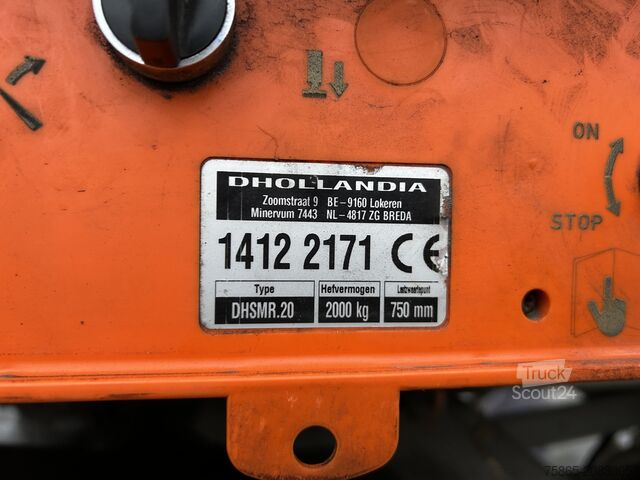 ON
STOP
DHOLLANDIA
Zoomstraat 9 BE-9160 Lokeren
Minervum 7443 NL-4817 ZG BREDA
1412 2171 CE
Type Hefvermogen Lastzwaartepunt
DHSMR.20 2000 kg 750 mm
Truck
Scout24